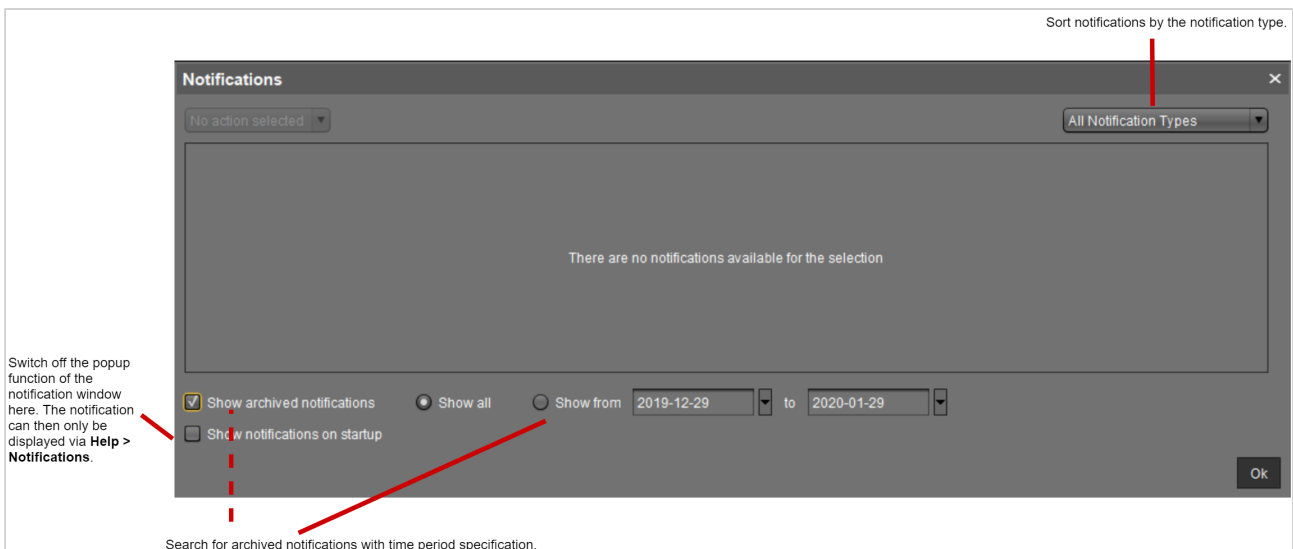 Sort notifications by the notification type.
Notifications
No action selected
All Notification Types
There are no notifications available for the selection
Switch off the popup
function of the
notification window
here. The notification
can then only be
displayed via Help >
Notifications.
Show archived notifications Show all Show from 2019-12-29 to 2020-01-29
Show notifications on startup
Ok
Search for archived notifications with time period specification.